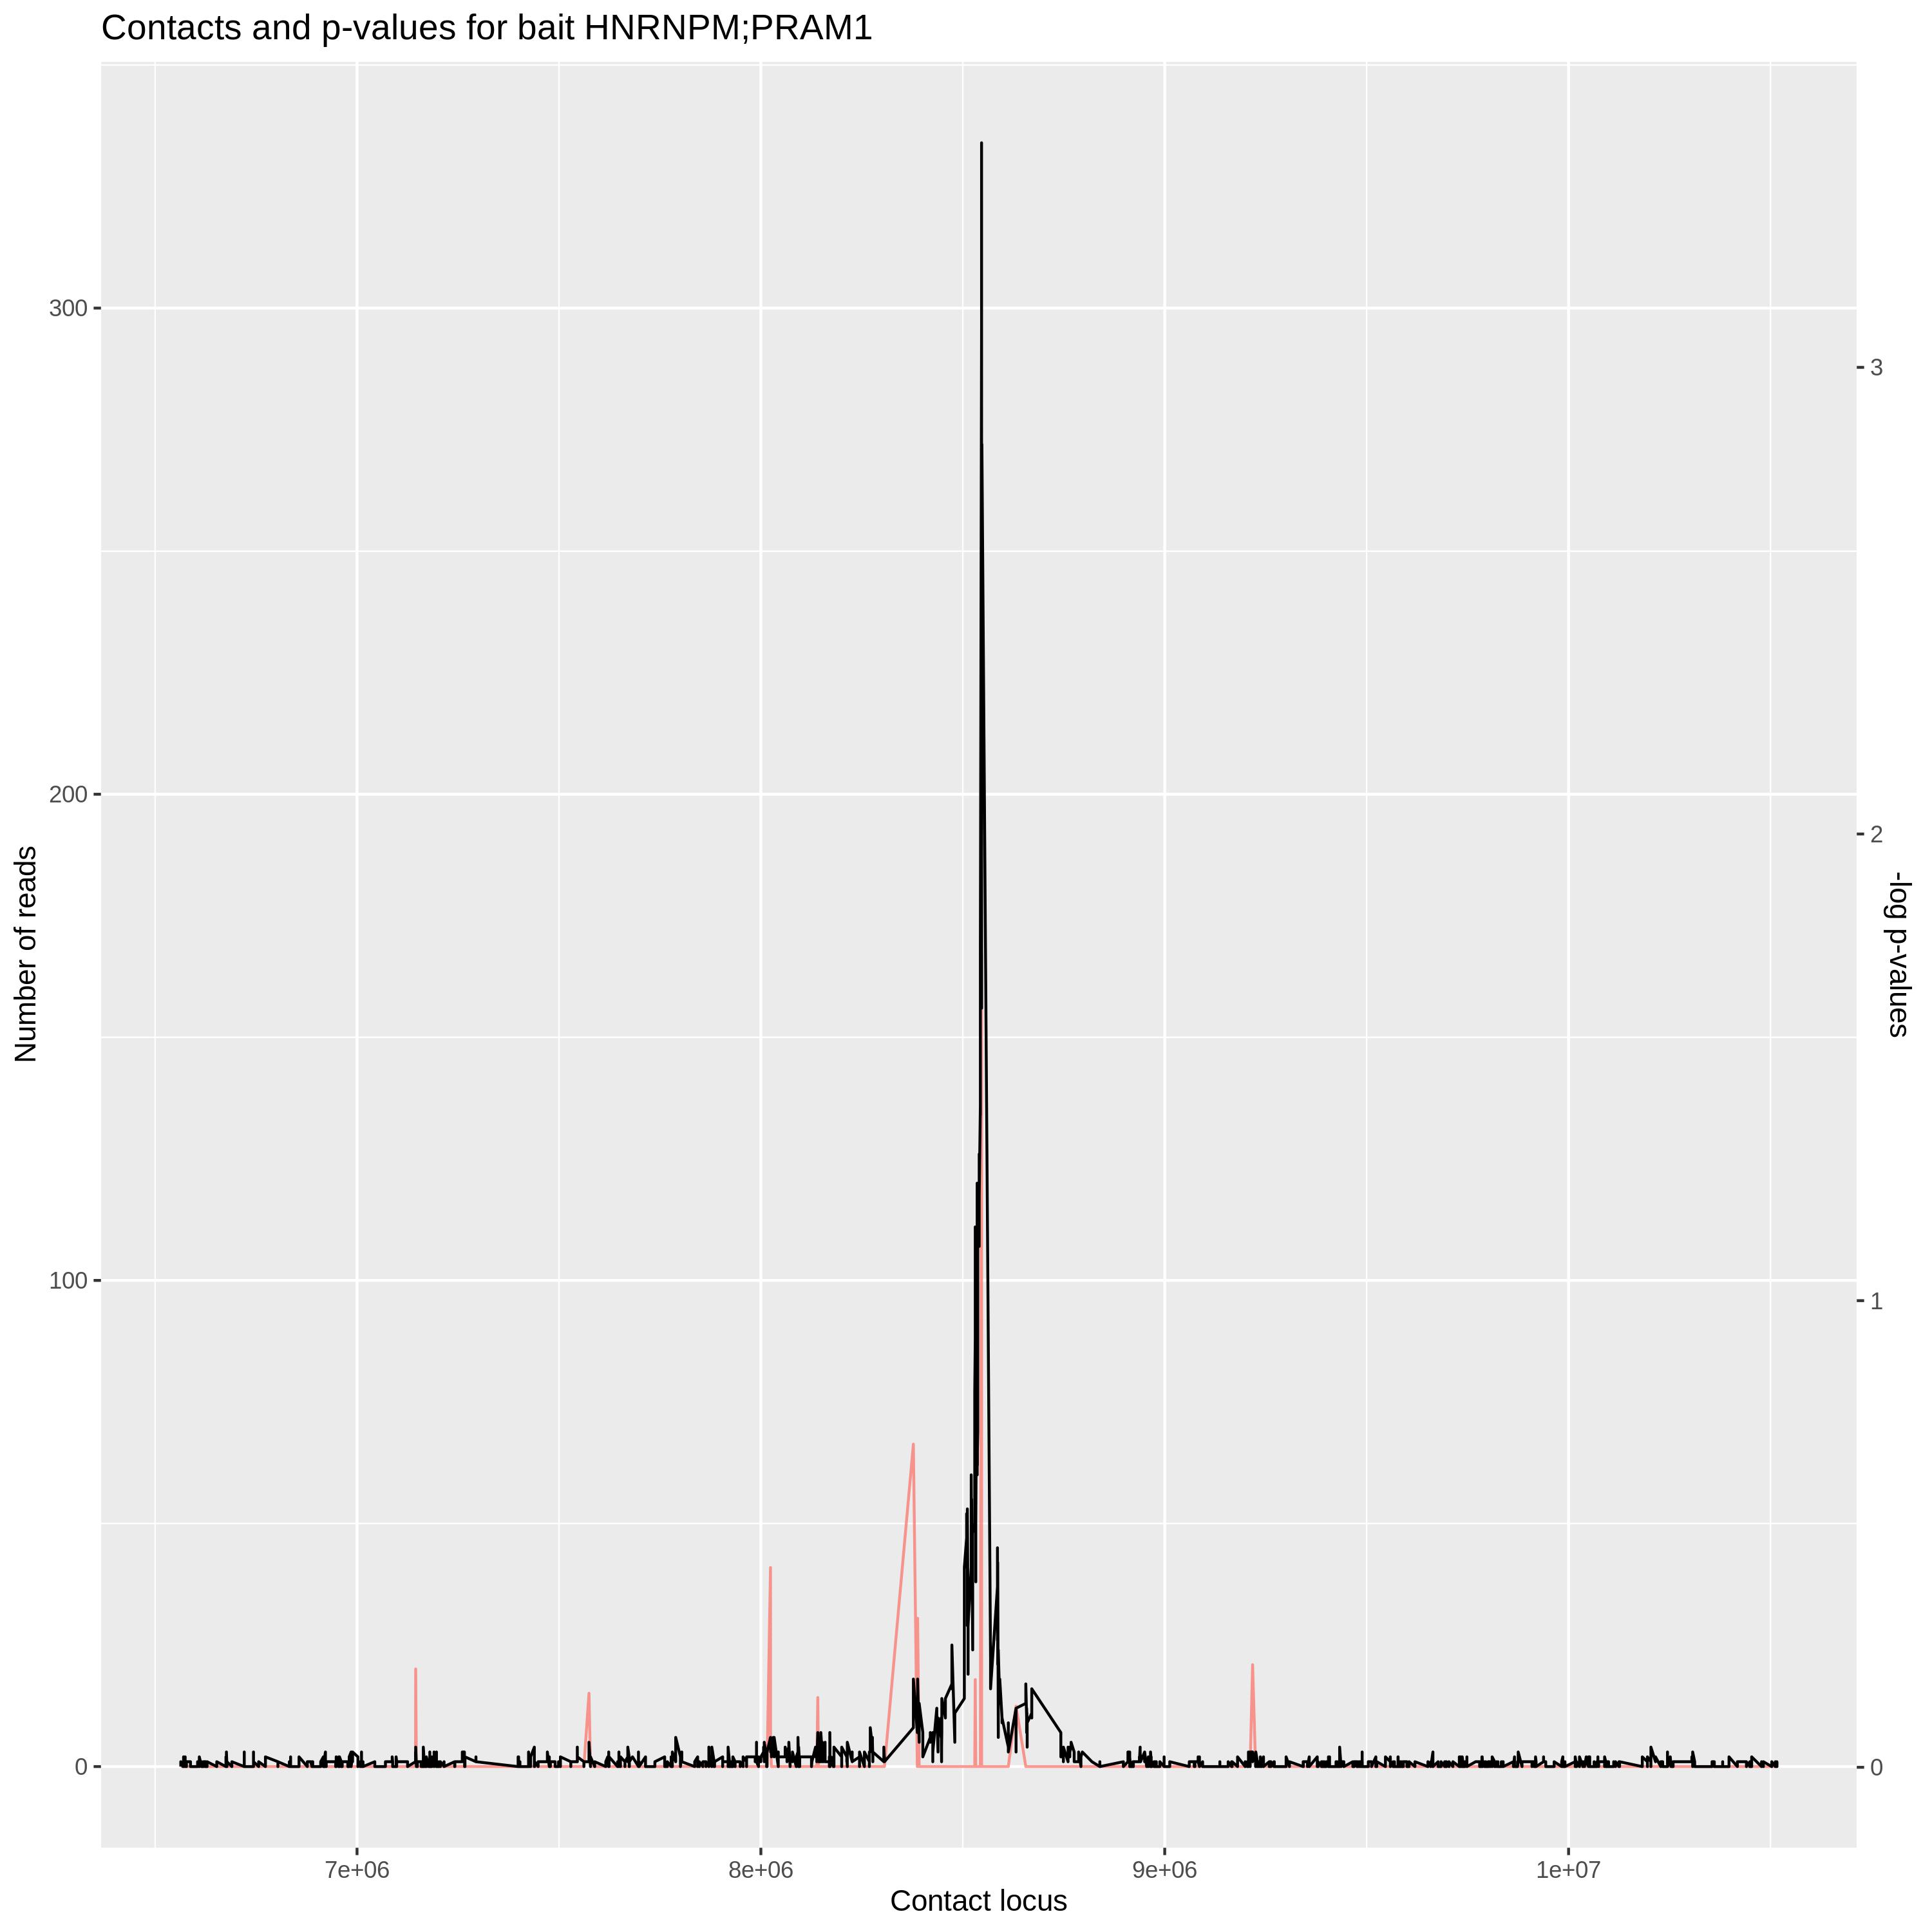 Contacts and p-values for bait HNRNPM;PRAM1
300
200
100
0
Number of reads
3
2
1
0
-log p-values
7e+06
8e+06
9e+06
1e+07
Contact locus